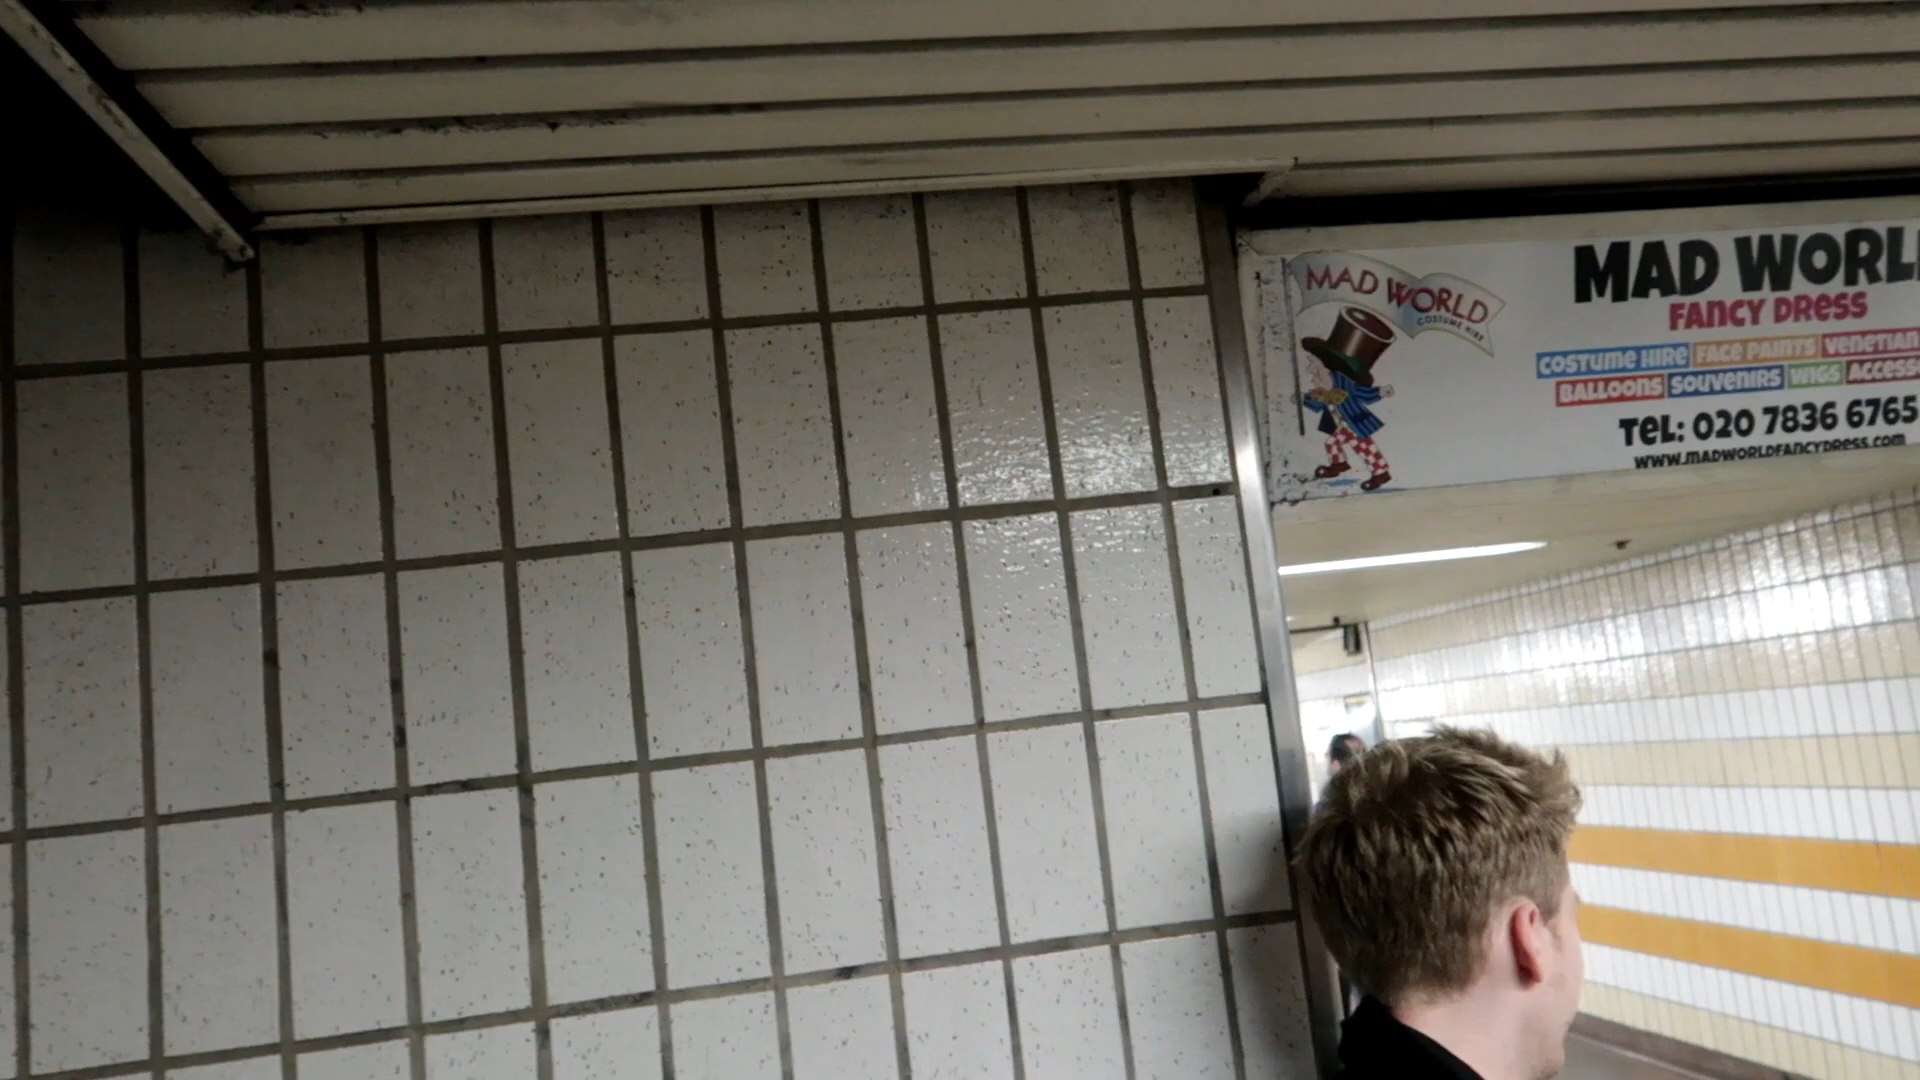 MAD WORLD
COSTUME HIRE
MAD WORL
FANCY DRESS
COSTUME HIRE FACE PAINTS VENETIAN
BALLOONS SOUVENIRS WIGS ACCESS
TEL: 020 7836 6765
WWW.MADWORLDFANCYDRESS.COM